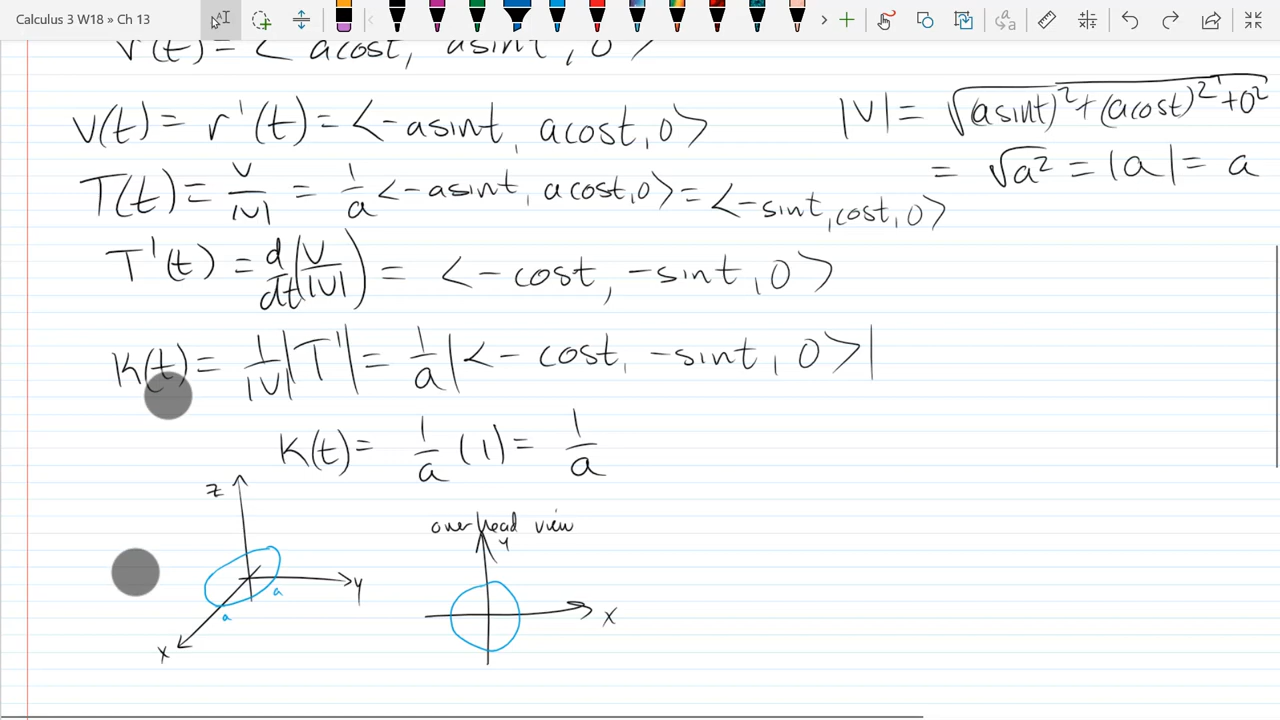 Calculus 3 W18 » Ch 13
r(t) = < acost, asint, 0 >
V(t) = r'(t) = <-asint, acost, 0>
|V| = √(asint)²+(acost)²+0²
= √a² = |a| = a
T(t) = V/|V| = 1/a <-asint, acost, 0> = <-sint, cost, 0>
T'(t) = d/dt (V/|V|) = <-cost, -sint, 0>
K(t) = 1/|V| |T'| = 1/a |<-cost, -sint, 0>|
K(t) = 1/a (1) = 1/a
z
y
x
a
a
overhead view
y
x